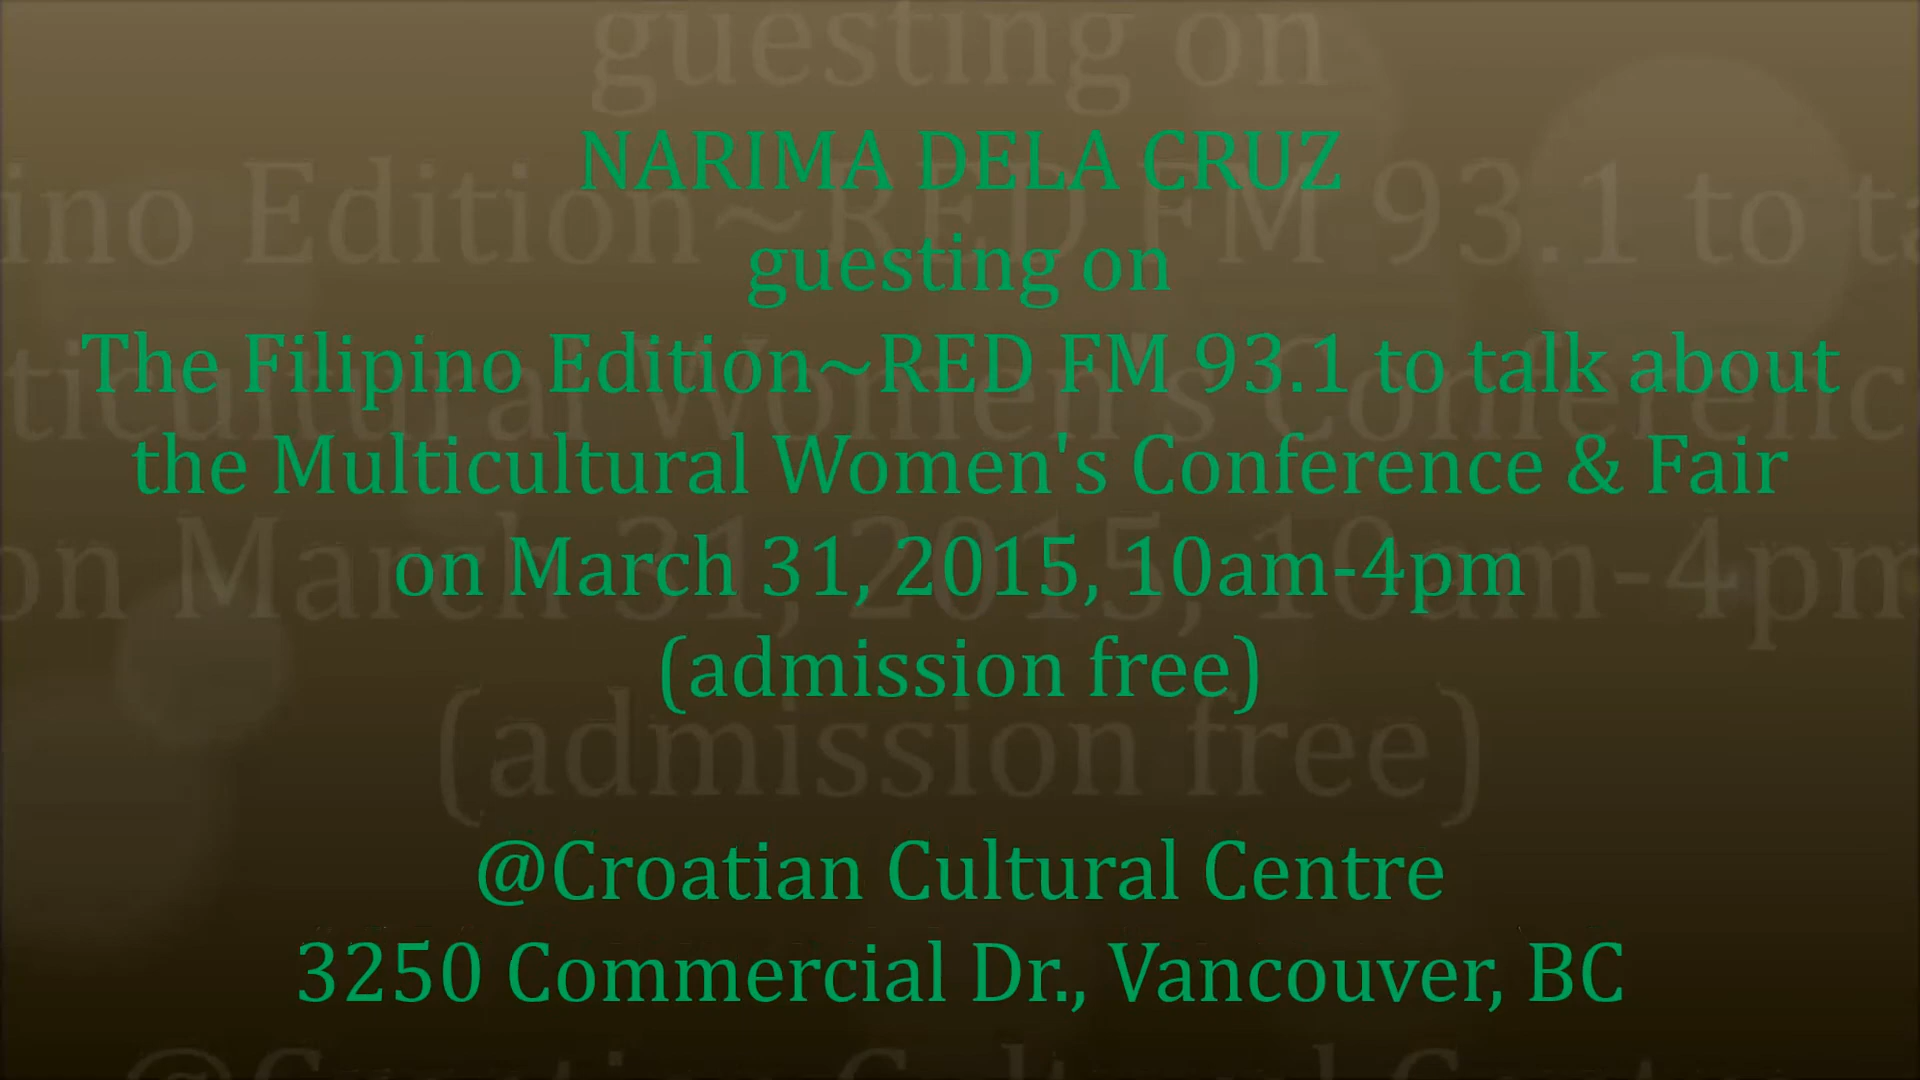 NARIMA DELA CRUZ
guesting on
The Filipino Edition~RED FM 93.1 to talk about
the Multicultural Women's Conference & Fair
on March 31, 2015, 10am-4pm
(admission free)
@Croatian Cultural Centre
3250 Commercial Dr., Vancouver, BC